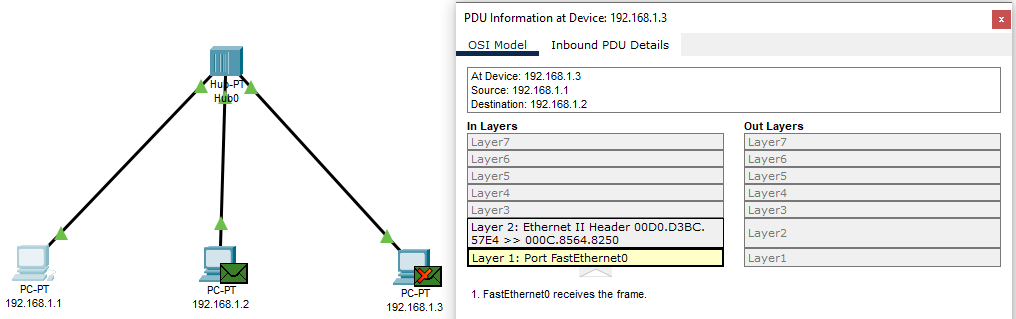 Hub-PT
Hub0
PC-PT
192.168.1.1
PC-PT
192.168.1.2
PC-PT
192.168.1.3
PDU Information at Device: 192.168.1.3
x
OSI Model Inbound PDU Details
At Device: 192.168.1.3
Source: 192.168.1.1
Destination: 192.168.1.2
In Layers Out Layers
Layer7 Layer7
Layer6 Layer6
Layer5 Layer5
Layer4 Layer4
Layer3 Layer3
Layer 2: Ethernet II Header 00D0.D3BC.
57E4 >> 000C.8564.8250
Layer2
Layer 1: Port FastEthernet0 Layer1
1. FastEthernet0 receives the frame.